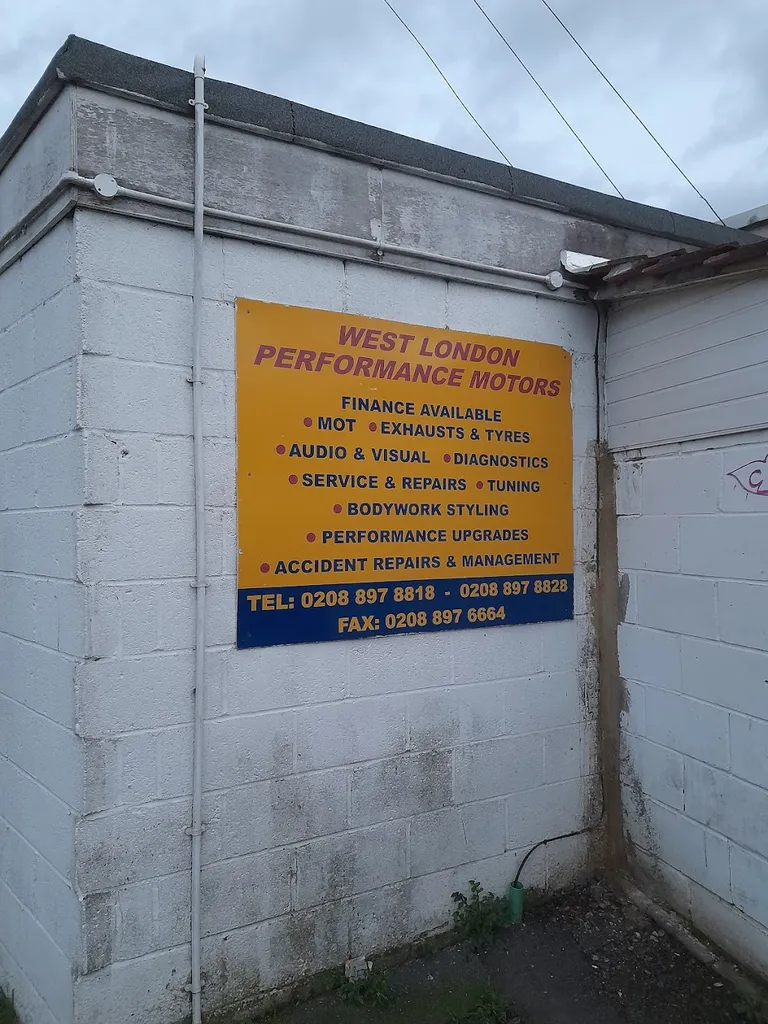 WEST LONDON
PERFORMANCE MOTORS
FINANCE AVAILABLE
• MOT • EXHAUSTS & TYRES
• AUDIO & VISUAL • DIAGNOSTICS
• SERVICE & REPAIRS • TUNING
• BODYWORK STYLING
• PERFORMANCE UPGRADES
• ACCIDENT REPAIRS & MANAGEMENT
TEL: 0208 897 8818 - 0208 897 8828
FAX: 0208 897 6664